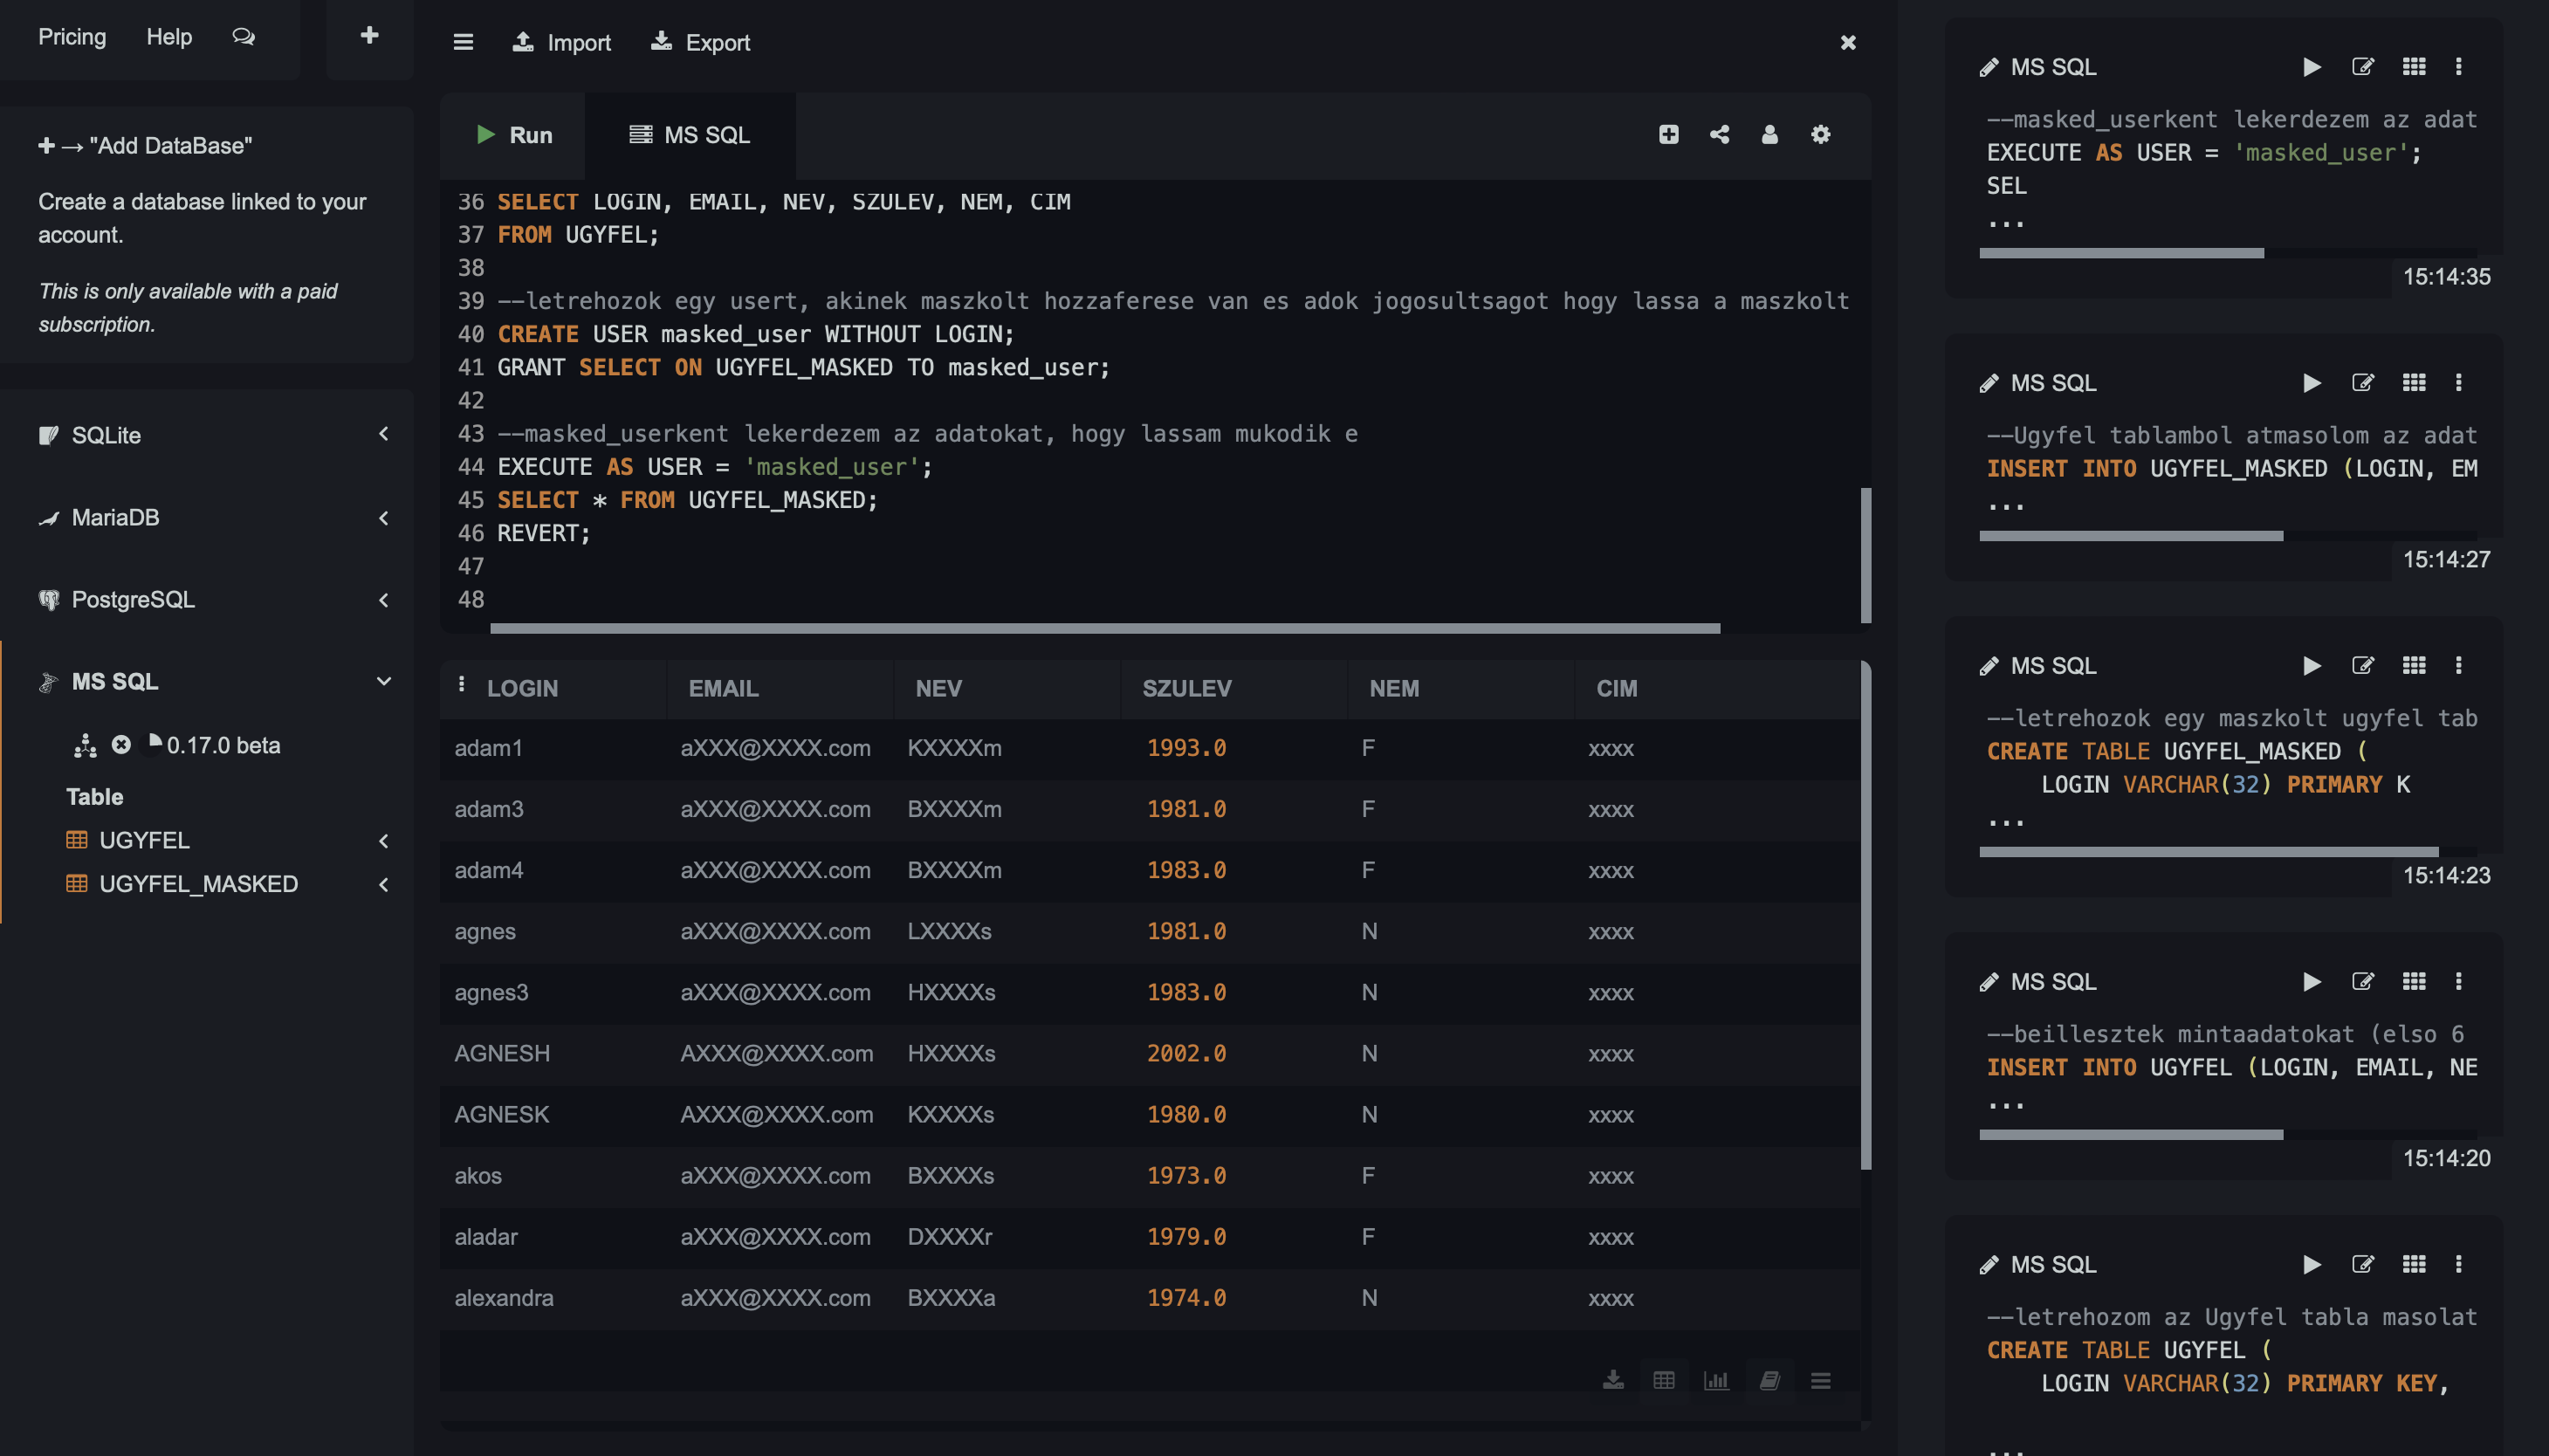 Pricing Help
"Add DataBase"
Create a database linked to your
account.
This is only available with a paid
subscription.
SQLite
MariaDB
PostgreSQL
MS SQL
0.17.0 beta
Table
UGYFEL
UGYFEL_MASKED
Import Export
Run MS SQL
36 SELECT LOGIN, EMAIL, NEV, SZULEV, NEM, CIM
37 FROM UGYFEL;
38
39 --letrehozok egy usert, akinek maszkolt hozzaferese van es adok jogosultsagot hogy lassa a maszkolt
40 CREATE USER masked_user WITHOUT LOGIN;
41 GRANT SELECT ON UGYFEL_MASKED TO masked_user;
42
43 --masked_userkent lekerdezem az adatokat, hogy lassam mukodik e
44 EXECUTE AS USER = 'masked_user';
45 SELECT * FROM UGYFEL_MASKED;
46 REVERT;
47
48
LOGIN EMAIL NEV SZULEV NEM CIM
adam1 aXXX@XXXX.com KXXXXm 1993.0 F xxxx
adam3 aXXX@XXXX.com BXXXXm 1981.0 F xxxx
adam4 aXXX@XXXX.com BXXXXm 1983.0 F xxxx
agnes aXXX@XXXX.com LXXXXs 1981.0 N xxxx
agnes3 aXXX@XXXX.com HXXXXs 1983.0 N xxxx
AGNESH AXXX@XXXX.com HXXXXs 2002.0 N xxxx
AGNESK AXXX@XXXX.com KXXXXs 1980.0 N xxxx
akos aXXX@XXXX.com BXXXXs 1973.0 F xxxx
aladar aXXX@XXXX.com DXXXXr 1979.0 F xxxx
alexandra aXXX@XXXX.com BXXXXa 1974.0 N xxxx
MS SQL
--masked_userkent lekerdezem az adat
EXECUTE AS USER = 'masked_user';
SEL
...
15:14:35
MS SQL
--Ugyfel tablambol atmasolom az adat
INSERT INTO UGYFEL_MASKED (LOGIN, EM
...
15:14:27
MS SQL
--letrehozok egy maszkolt ugyfel tab
CREATE TABLE UGYFEL_MASKED (
LOGIN VARCHAR(32) PRIMARY K
...
15:14:23
MS SQL
--beillesztek mintaadatokat (elso 6
INSERT INTO UGYFEL (LOGIN, EMAIL, NE
...
15:14:20
MS SQL
--letrehozom az Ugyfel tabla masolat
CREATE TABLE UGYFEL (
LOGIN VARCHAR(32) PRIMARY KEY,
...